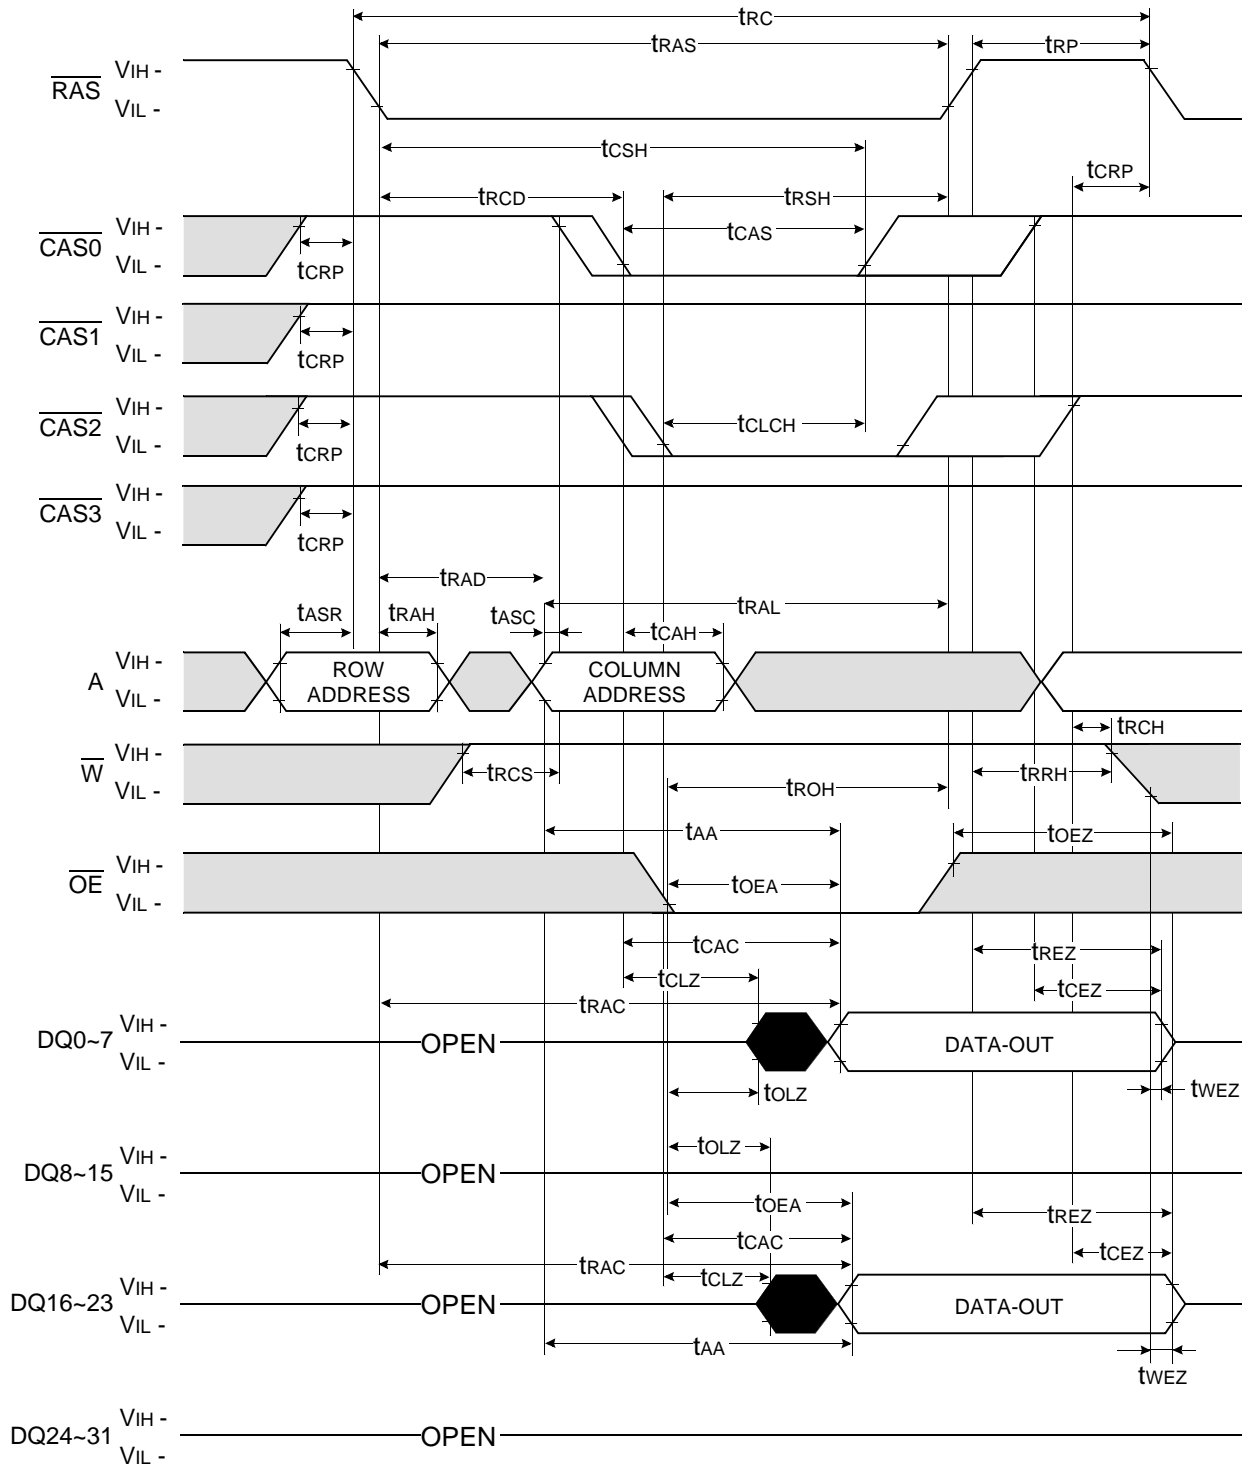 tRC
tRAS tRP
RAS VIH -
VIL -
tCSH
tCRP
tRCD tRSH
CAS0 VIH -
VIL -
tCAS
tCRP
CAS1 VIH -
VIL -
tCRP
CAS2 VIH -
VIL -
tCLCH
tCRP
CAS3 VIH -
VIL -
tCRP
tRAD
tRAL
tASR tRAH tASC tCAH
A VIH -
VIL -
ROW
ADDRESS
COLUMN
ADDRESS
tRCH
W VIH -
VIL -
tRCS tRRH
tROH
tAA tOEZ
OE VIH -
VIL -
tOEA
tCAC tREZ
tCLZ tCEZ
tRAC
DQ0~7 VIH -
VIL -
OPEN DATA-OUT
tOLZ tWEZ
tOLZ
DQ8~15 VIH -
VIL -
OPEN
tOEA tREZ
tCAC tCEZ
tRAC tCLZ
DQ16~23 VIH -
VIL -
OPEN DATA-OUT
tAA
tWEZ
DQ24~31 VIH -
VIL -
OPEN